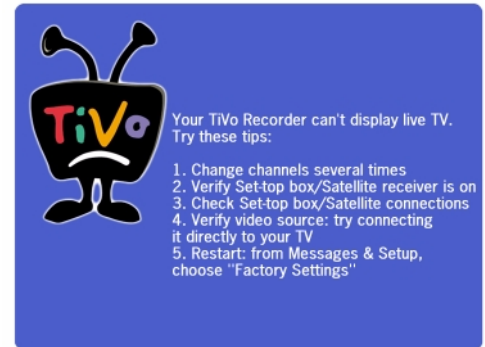 TiVo
Your TiVo Recorder can't display live TV.
Try these tips:
1. Change channels several times
2. Verify Set-top box/Satellite receiver is on
3. Check Set-top box/Satellite connections
4. Verify video source: try connecting
it directly to your TV
5. Restart: from Messages & Setup,
choose "Factory Settings"